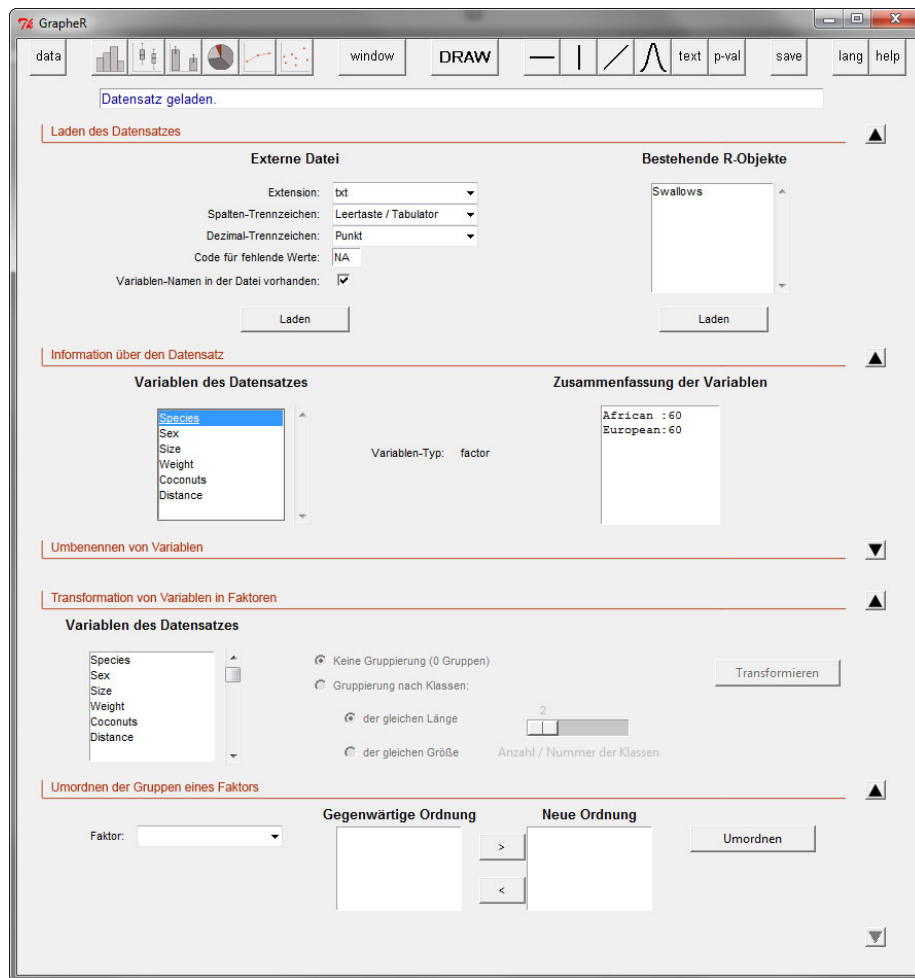 GrapheR
data window DRAW text p-val save lang help
Datensatz geladen.
Laden des Datensatzes
Externe Datei
Extension: txt
Spalten-Trennzeichen: Leertaste / Tabulator
Dezimal-Trennzeichen: Punkt
Code für fehlende Werte: NA
Variablen-Namen in der Datei vorhanden:
Laden
Bestehende R-Objekte
Swallows
Laden
Information über den Datensatz
Variablen des Datensatzes
Species
Sex
Size
Weight
Coconuts
Distance
Variablen-Typ: factor
Zusammenfassung der Variablen
African :60
European:60
Umbenennen von Variablen
Transformation von Variablen in Faktoren
Variablen des Datensatzes
Species
Sex
Size
Weight
Coconuts
Distance
Keine Gruppierung (0 Gruppen)
Gruppierung nach Klassen:
der gleichen Länge
der gleichen Größe
2
Anzahl / Nummer der Klassen
Transformieren
Umordnen der Gruppen eines Faktors
Faktor:
Gegenwärtige Ordnung
>
<
Neue Ordnung
Umordnen